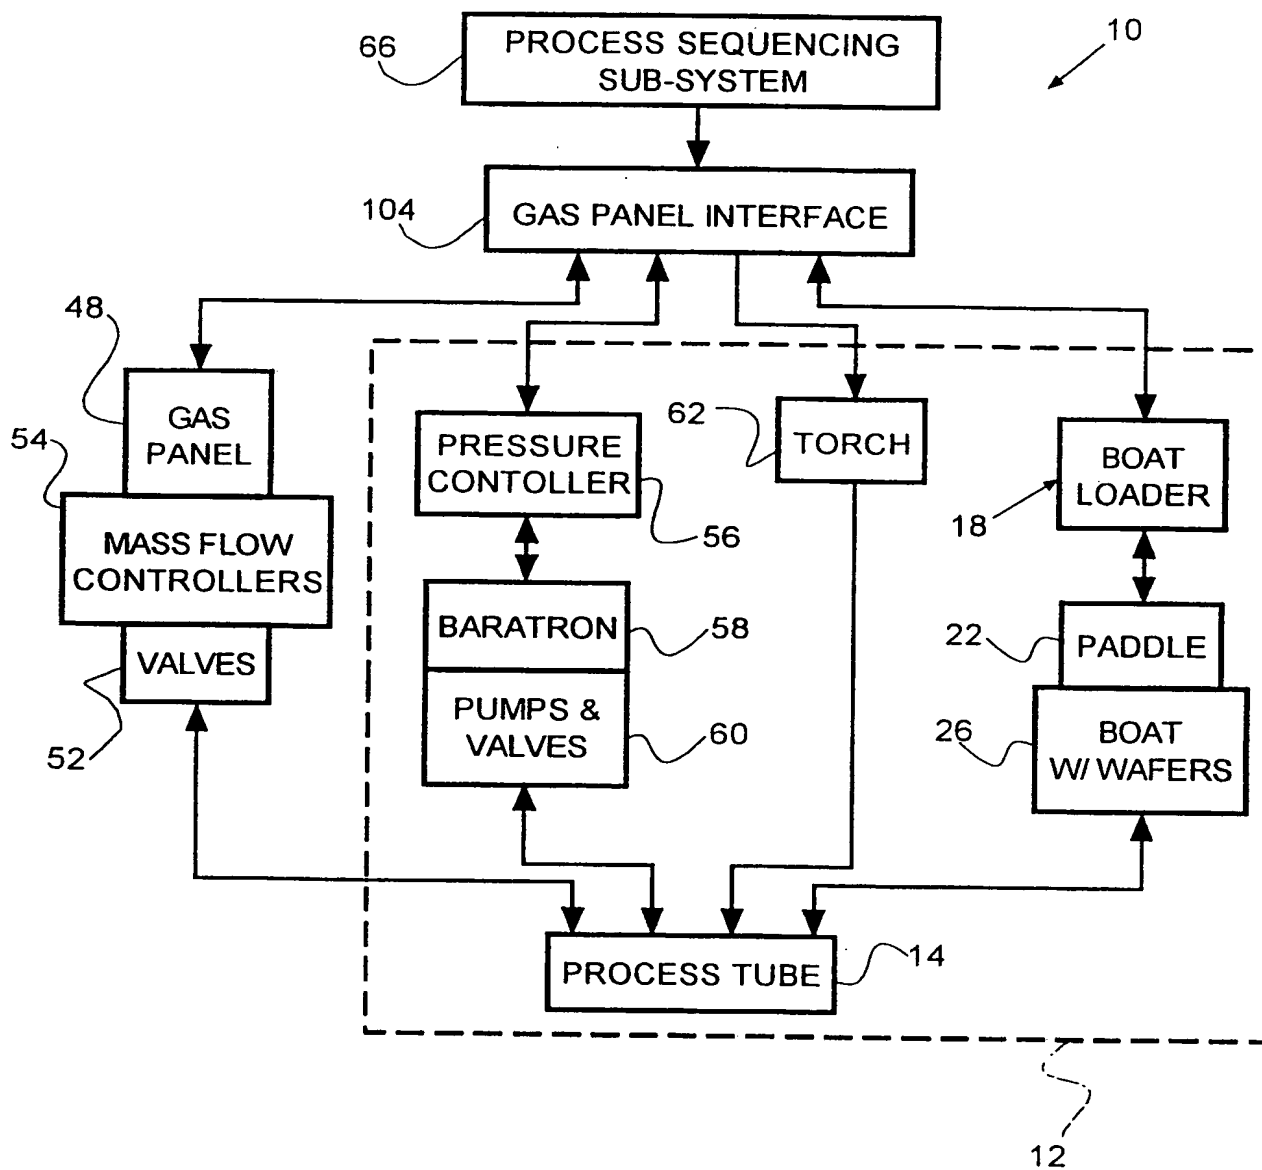 PROCESS SEQUENCING
SUB-SYSTEM
66
10
GAS PANEL INTERFACE
104
48
GAS
PANEL
54
MASS FLOW
CONTROLLERS
VALVES
52
PRESSURE
CONTOLLER
56
BARATRON
58
PUMPS &
VALVES
60
62
TORCH
BOAT
LOADER
18
22
PADDLE
26
BOAT
W/ WAFERS
PROCESS TUBE
14
12